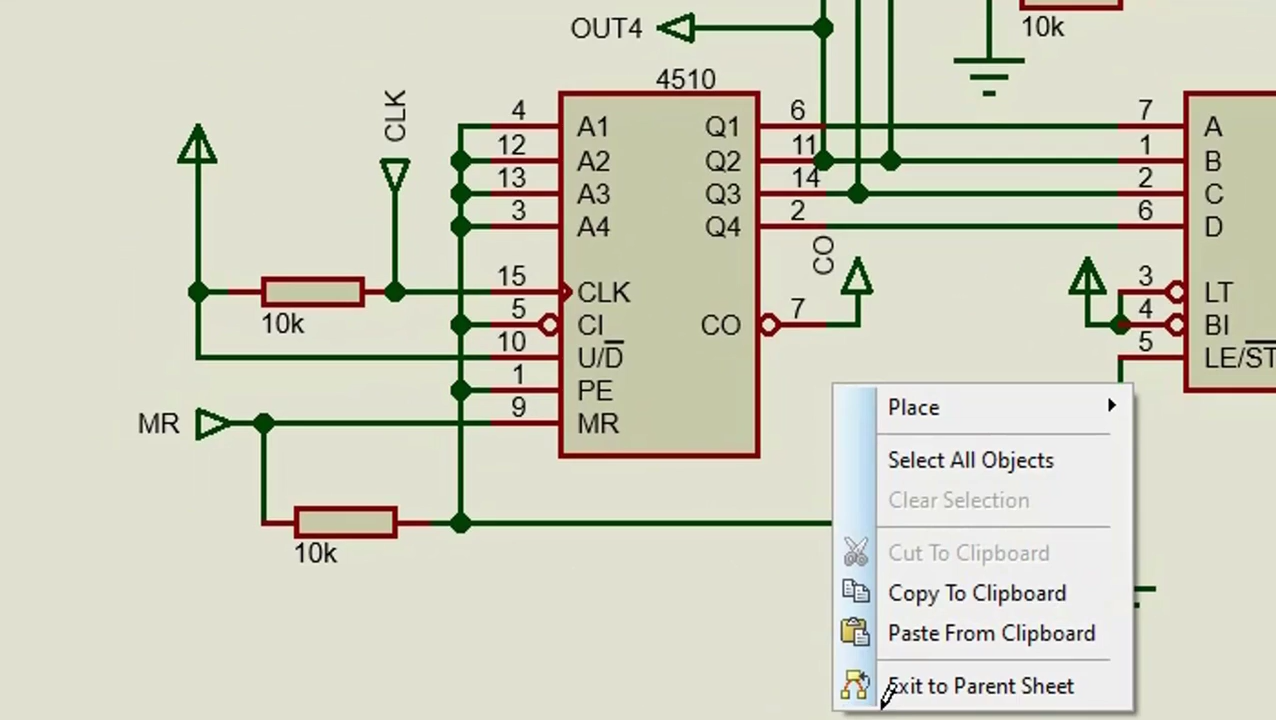 OUT4
10k
4510
CLK
4 A1 Q1 6 7 A
12 A2 Q2 11 1 B
13 A3 Q3 14 2 C
3 A4 Q4 2 6 D
CO
15 CLK 3 LT
10k
5 CI CO 7 4 BI
10 U/D 5 LE/ST
1 PE
MR 9 MR
10k
Place
Select All Objects
Clear Selection
Cut To Clipboard
Copy To Clipboard
Paste From Clipboard
Exit to Parent Sheet